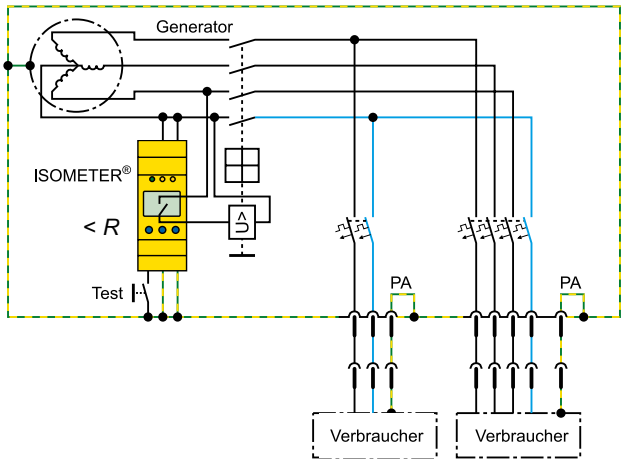 Generator
ISOMETER®
< R
U>
Test
PA
PA
Verbraucher
Verbraucher